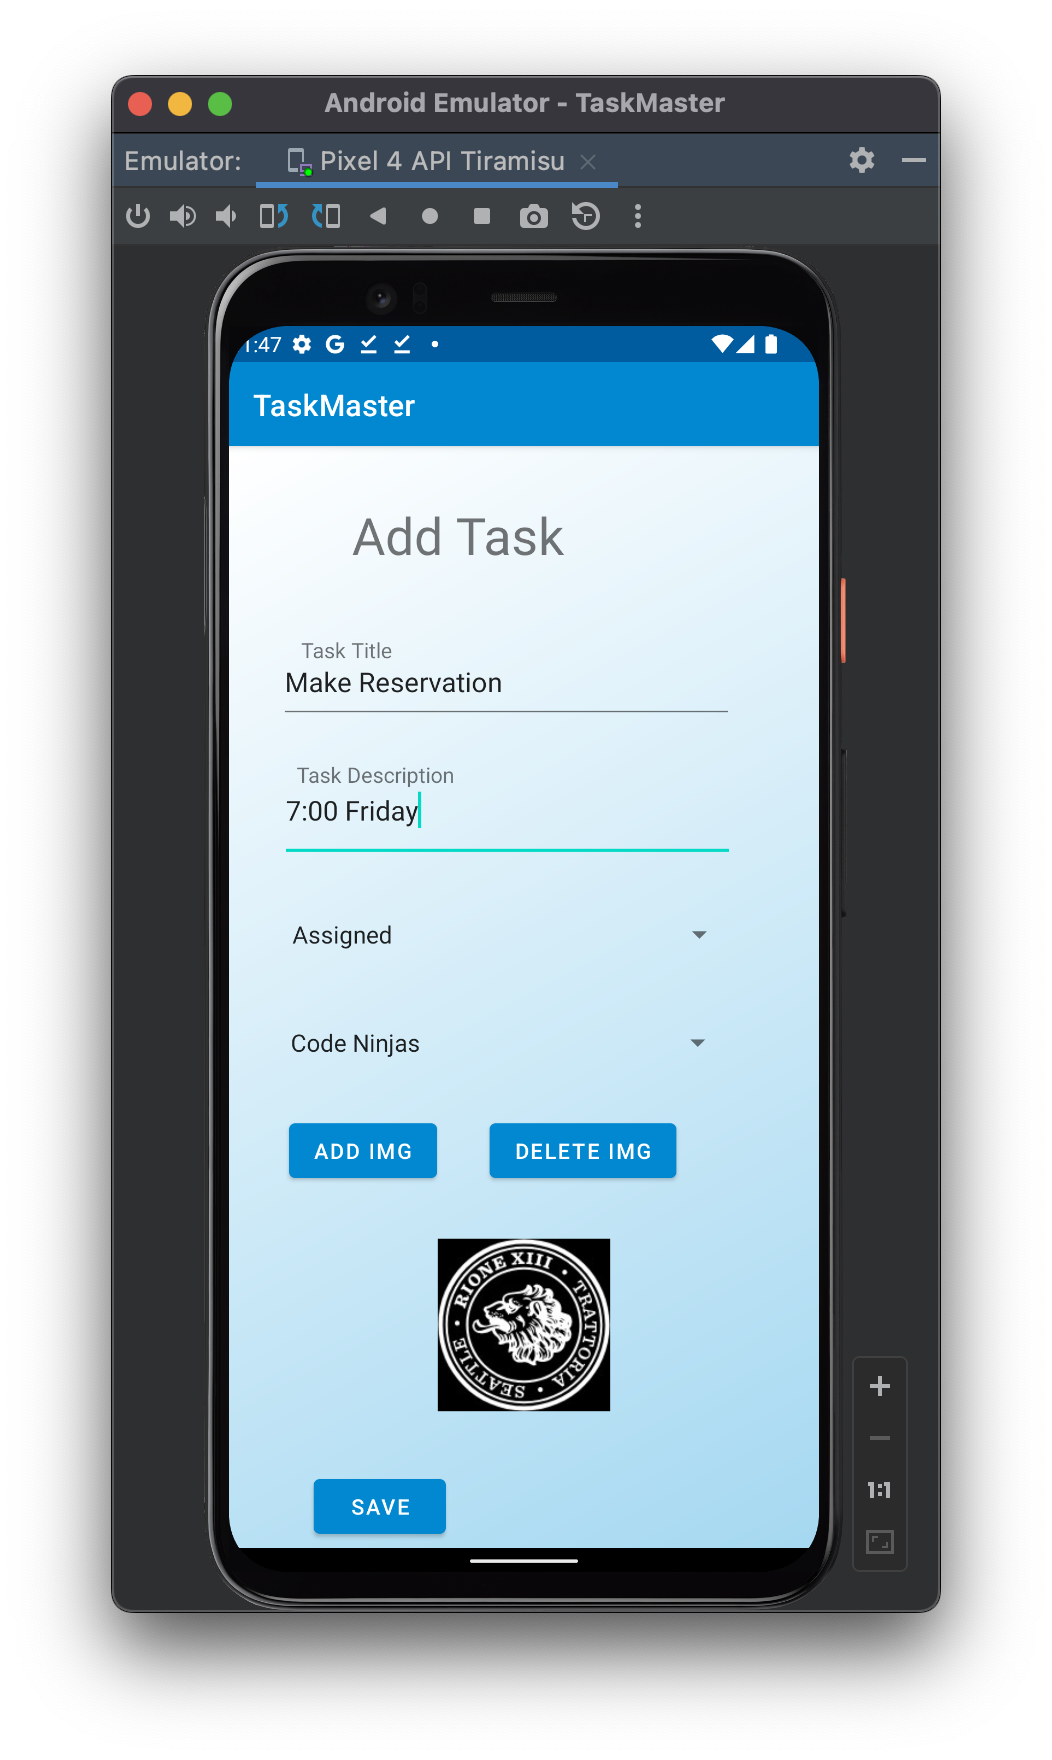 Android Emulator - TaskMaster
Emulator: Pixel 4 API Tiramisu
1:47
TaskMaster
Add Task
Task Title
Make Reservation
Task Description
7:00 Friday
Assigned
Code Ninjas
ADD IMG DELETE IMG
RIONE XIII • TRATTORIA • SEATTLE •
SAVE
1:1